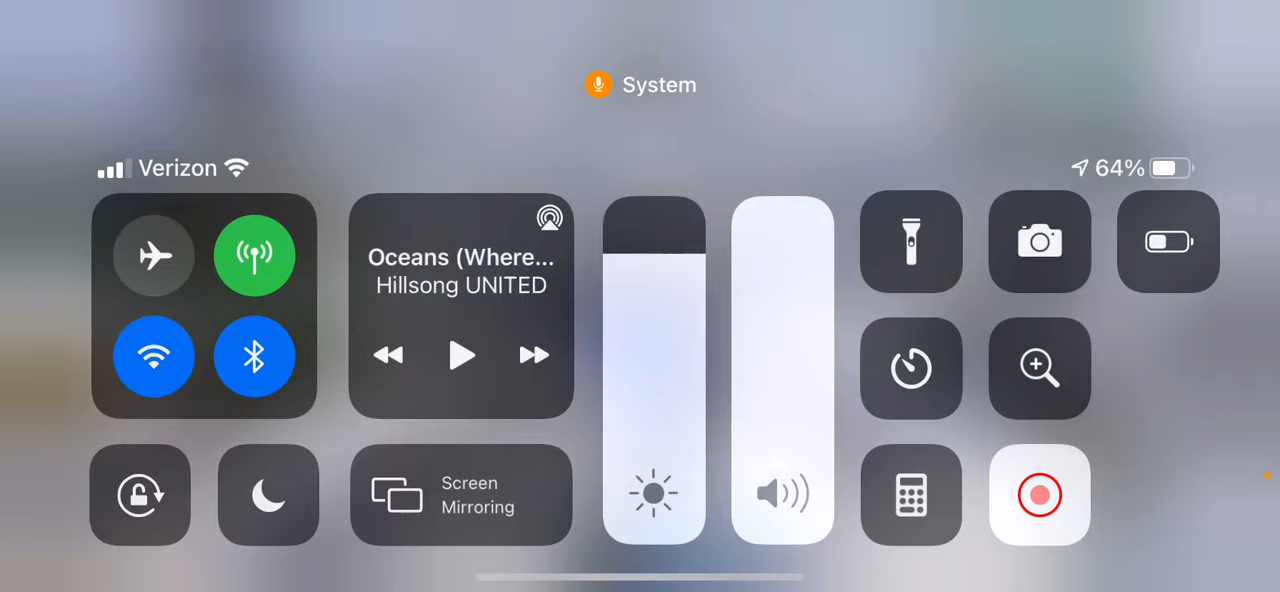 System
Verizon
64%
Oceans (Where...
Hillsong UNITED
Screen
Mirroring